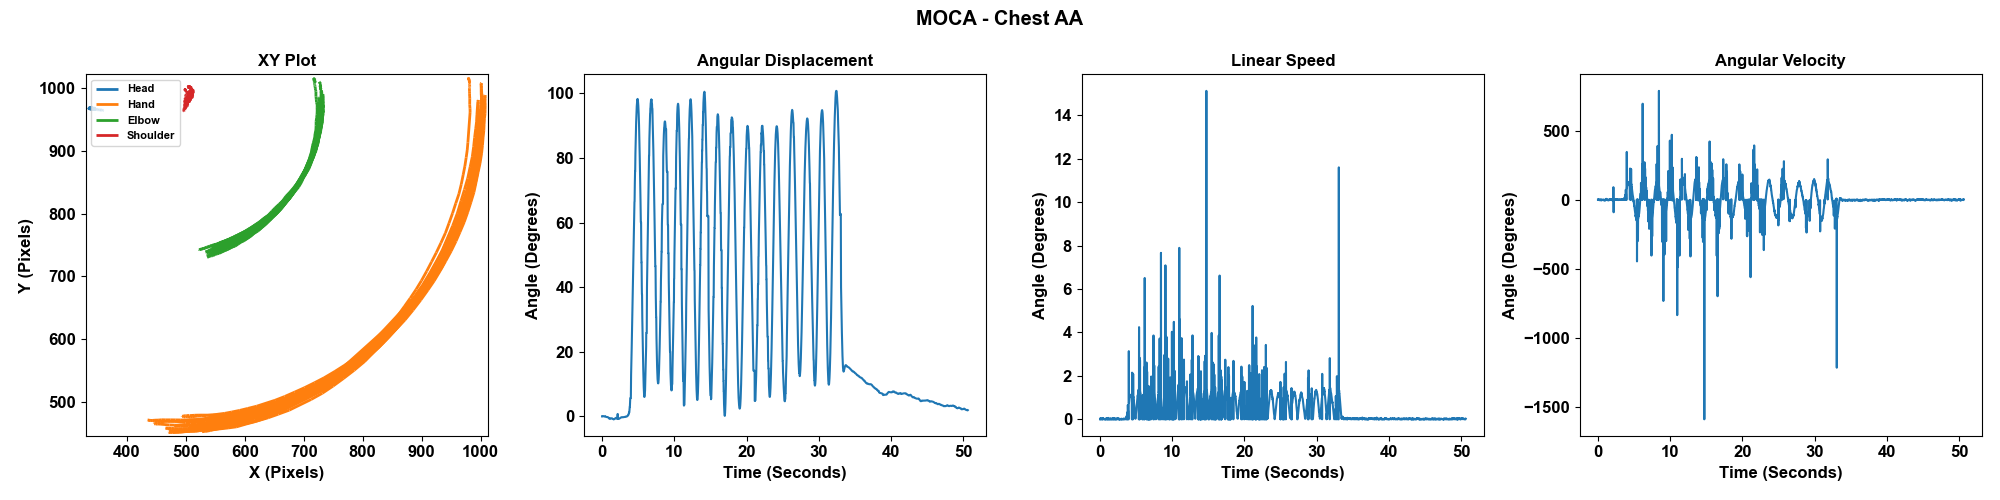 MOCA - Chest AA
XY Plot
Head
Hand
Elbow
Shoulder
1000
900
800
700
600
500
Y (Pixels)
400 500 600 700 800 900 1000
X (Pixels)
Angular Displacement
100
80
60
40
20
0
Angle (Degrees)
0 10 20 30 40 50
Time (Seconds)
Linear Speed
14
12
10
8
6
4
2
0
Angle (Degrees)
0 10 20 30 40 50
Time (Seconds)
Angular Velocity
500
0
−500
−1000
−1500
Angle (Degrees)
0 10 20 30 40 50
Time (Seconds)